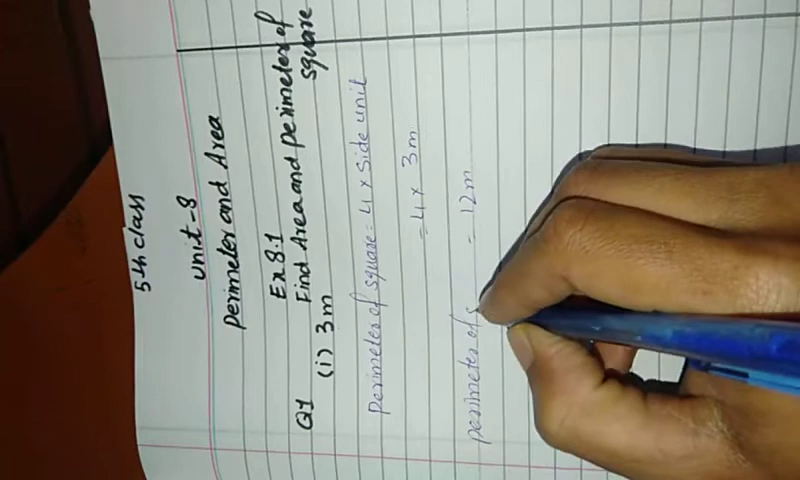 5th class
Unit-8
Perimeter and Area
Ex 8.1
Q1 Find Area and Perimeter of square
(i) 3m
Perimeter of square = 4 x side unit
= 4 x 3m
perimeter of s = 12m